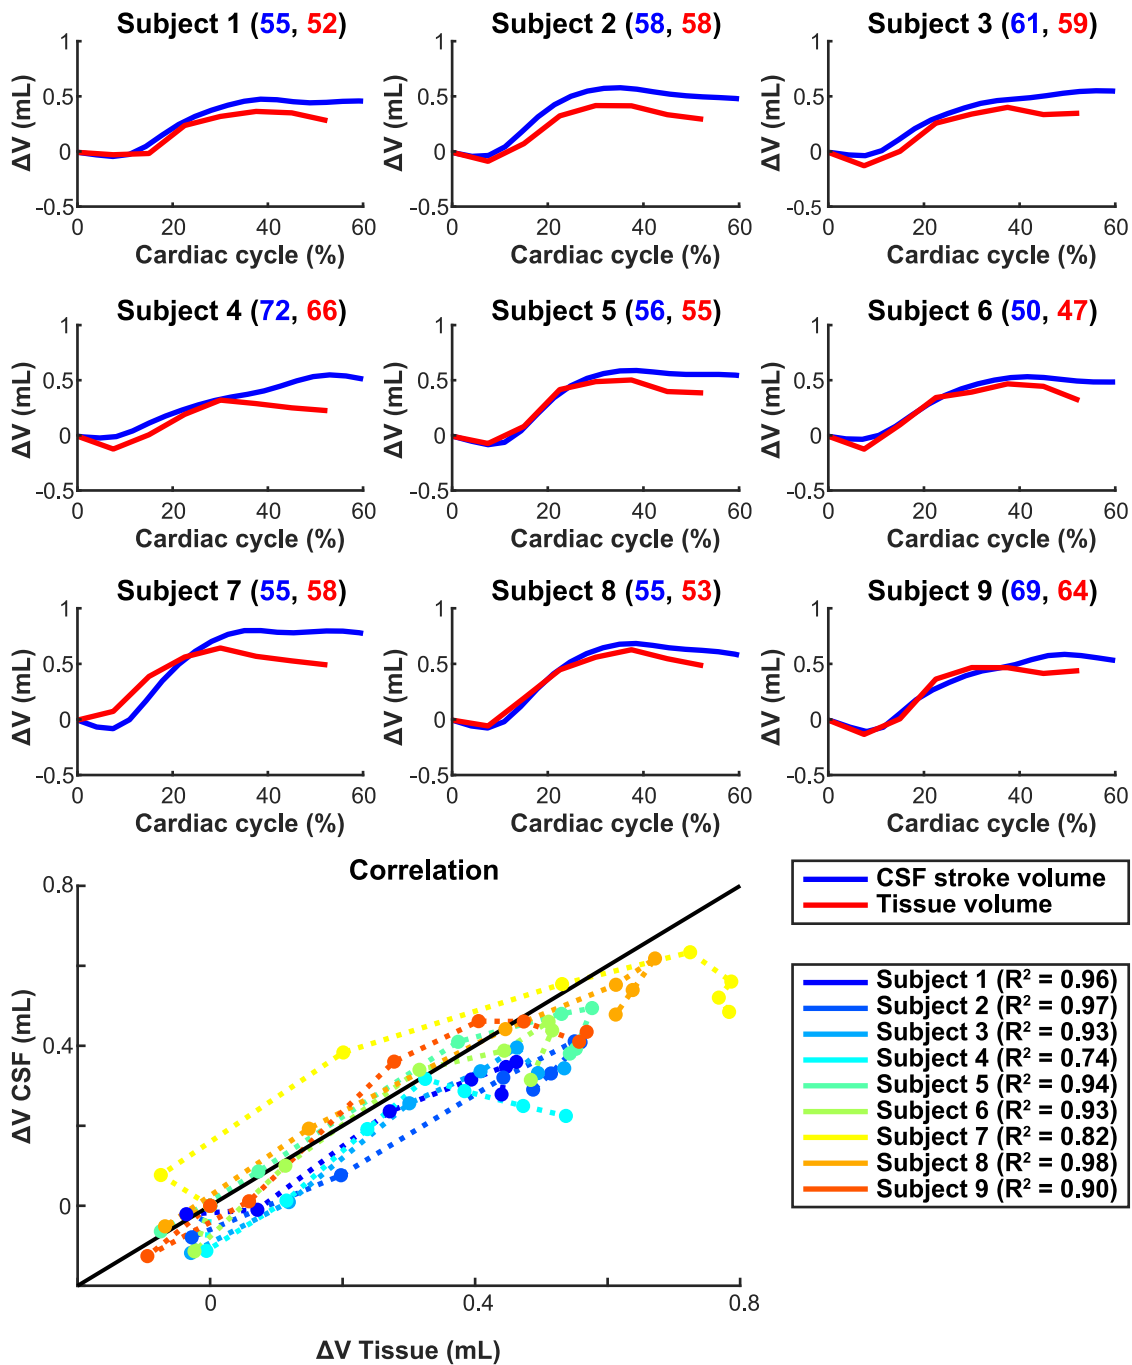 Subject 1 (55, 52)
Subject 2 (58, 58)
Subject 3 (61, 59)
1
0.5
0
-0.5
ΔV (mL)
0 20 40 60
Cardiac cycle (%)
1
0.5
0
-0.5
ΔV (mL)
0 20 40 60
Cardiac cycle (%)
1
0.5
0
-0.5
ΔV (mL)
0 20 40 60
Cardiac cycle (%)
Subject 4 (72, 66)
Subject 5 (56, 55)
Subject 6 (50, 47)
1
0.5
0
-0.5
ΔV (mL)
0 20 40 60
Cardiac cycle (%)
1
0.5
0
-0.5
ΔV (mL)
0 20 40 60
Cardiac cycle (%)
1
0.5
0
-0.5
ΔV (mL)
0 20 40 60
Cardiac cycle (%)
Subject 7 (55, 58)
Subject 8 (55, 53)
Subject 9 (69, 64)
1
0.5
0
-0.5
ΔV (mL)
0 20 40 60
Cardiac cycle (%)
1
0.5
0
-0.5
ΔV (mL)
0 20 40 60
Cardiac cycle (%)
1
0.5
0
-0.5
ΔV (mL)
0 20 40 60
Cardiac cycle (%)
Correlation
0.8
0.4
0
ΔV CSF (mL)
0 0.4 0.8
ΔV Tissue (mL)
CSF stroke volume
Tissue volume
Subject 1 (R² = 0.96)
Subject 2 (R² = 0.97)
Subject 3 (R² = 0.93)
Subject 4 (R² = 0.74)
Subject 5 (R² = 0.94)
Subject 6 (R² = 0.93)
Subject 7 (R² = 0.82)
Subject 8 (R² = 0.98)
Subject 9 (R² = 0.90)